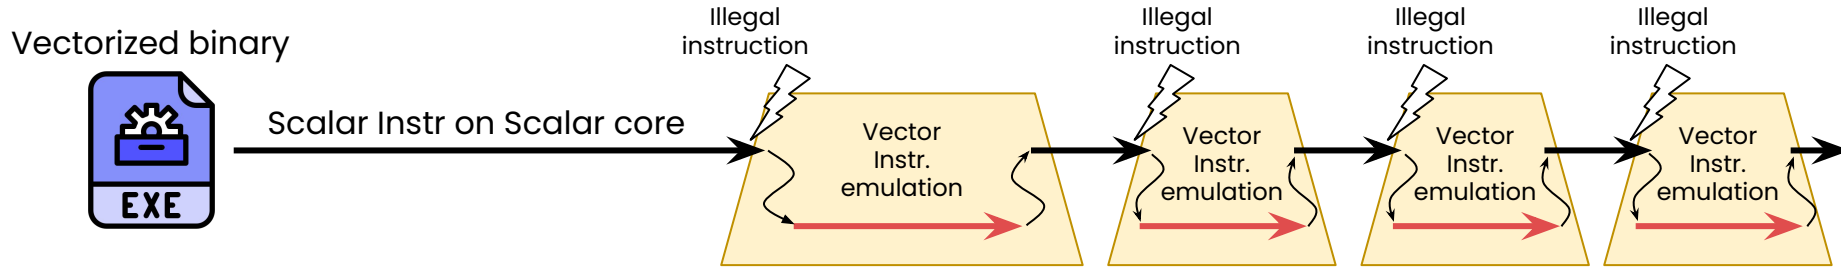 Vectorized binary
EXE
Scalar Instr on Scalar core
Illegal
instruction
Vector
Instr.
emulation
Illegal
instruction
Vector
Instr.
emulation
Illegal
instruction
Vector
Instr.
emulation
Illegal
instruction
Vector
Instr.
emulation